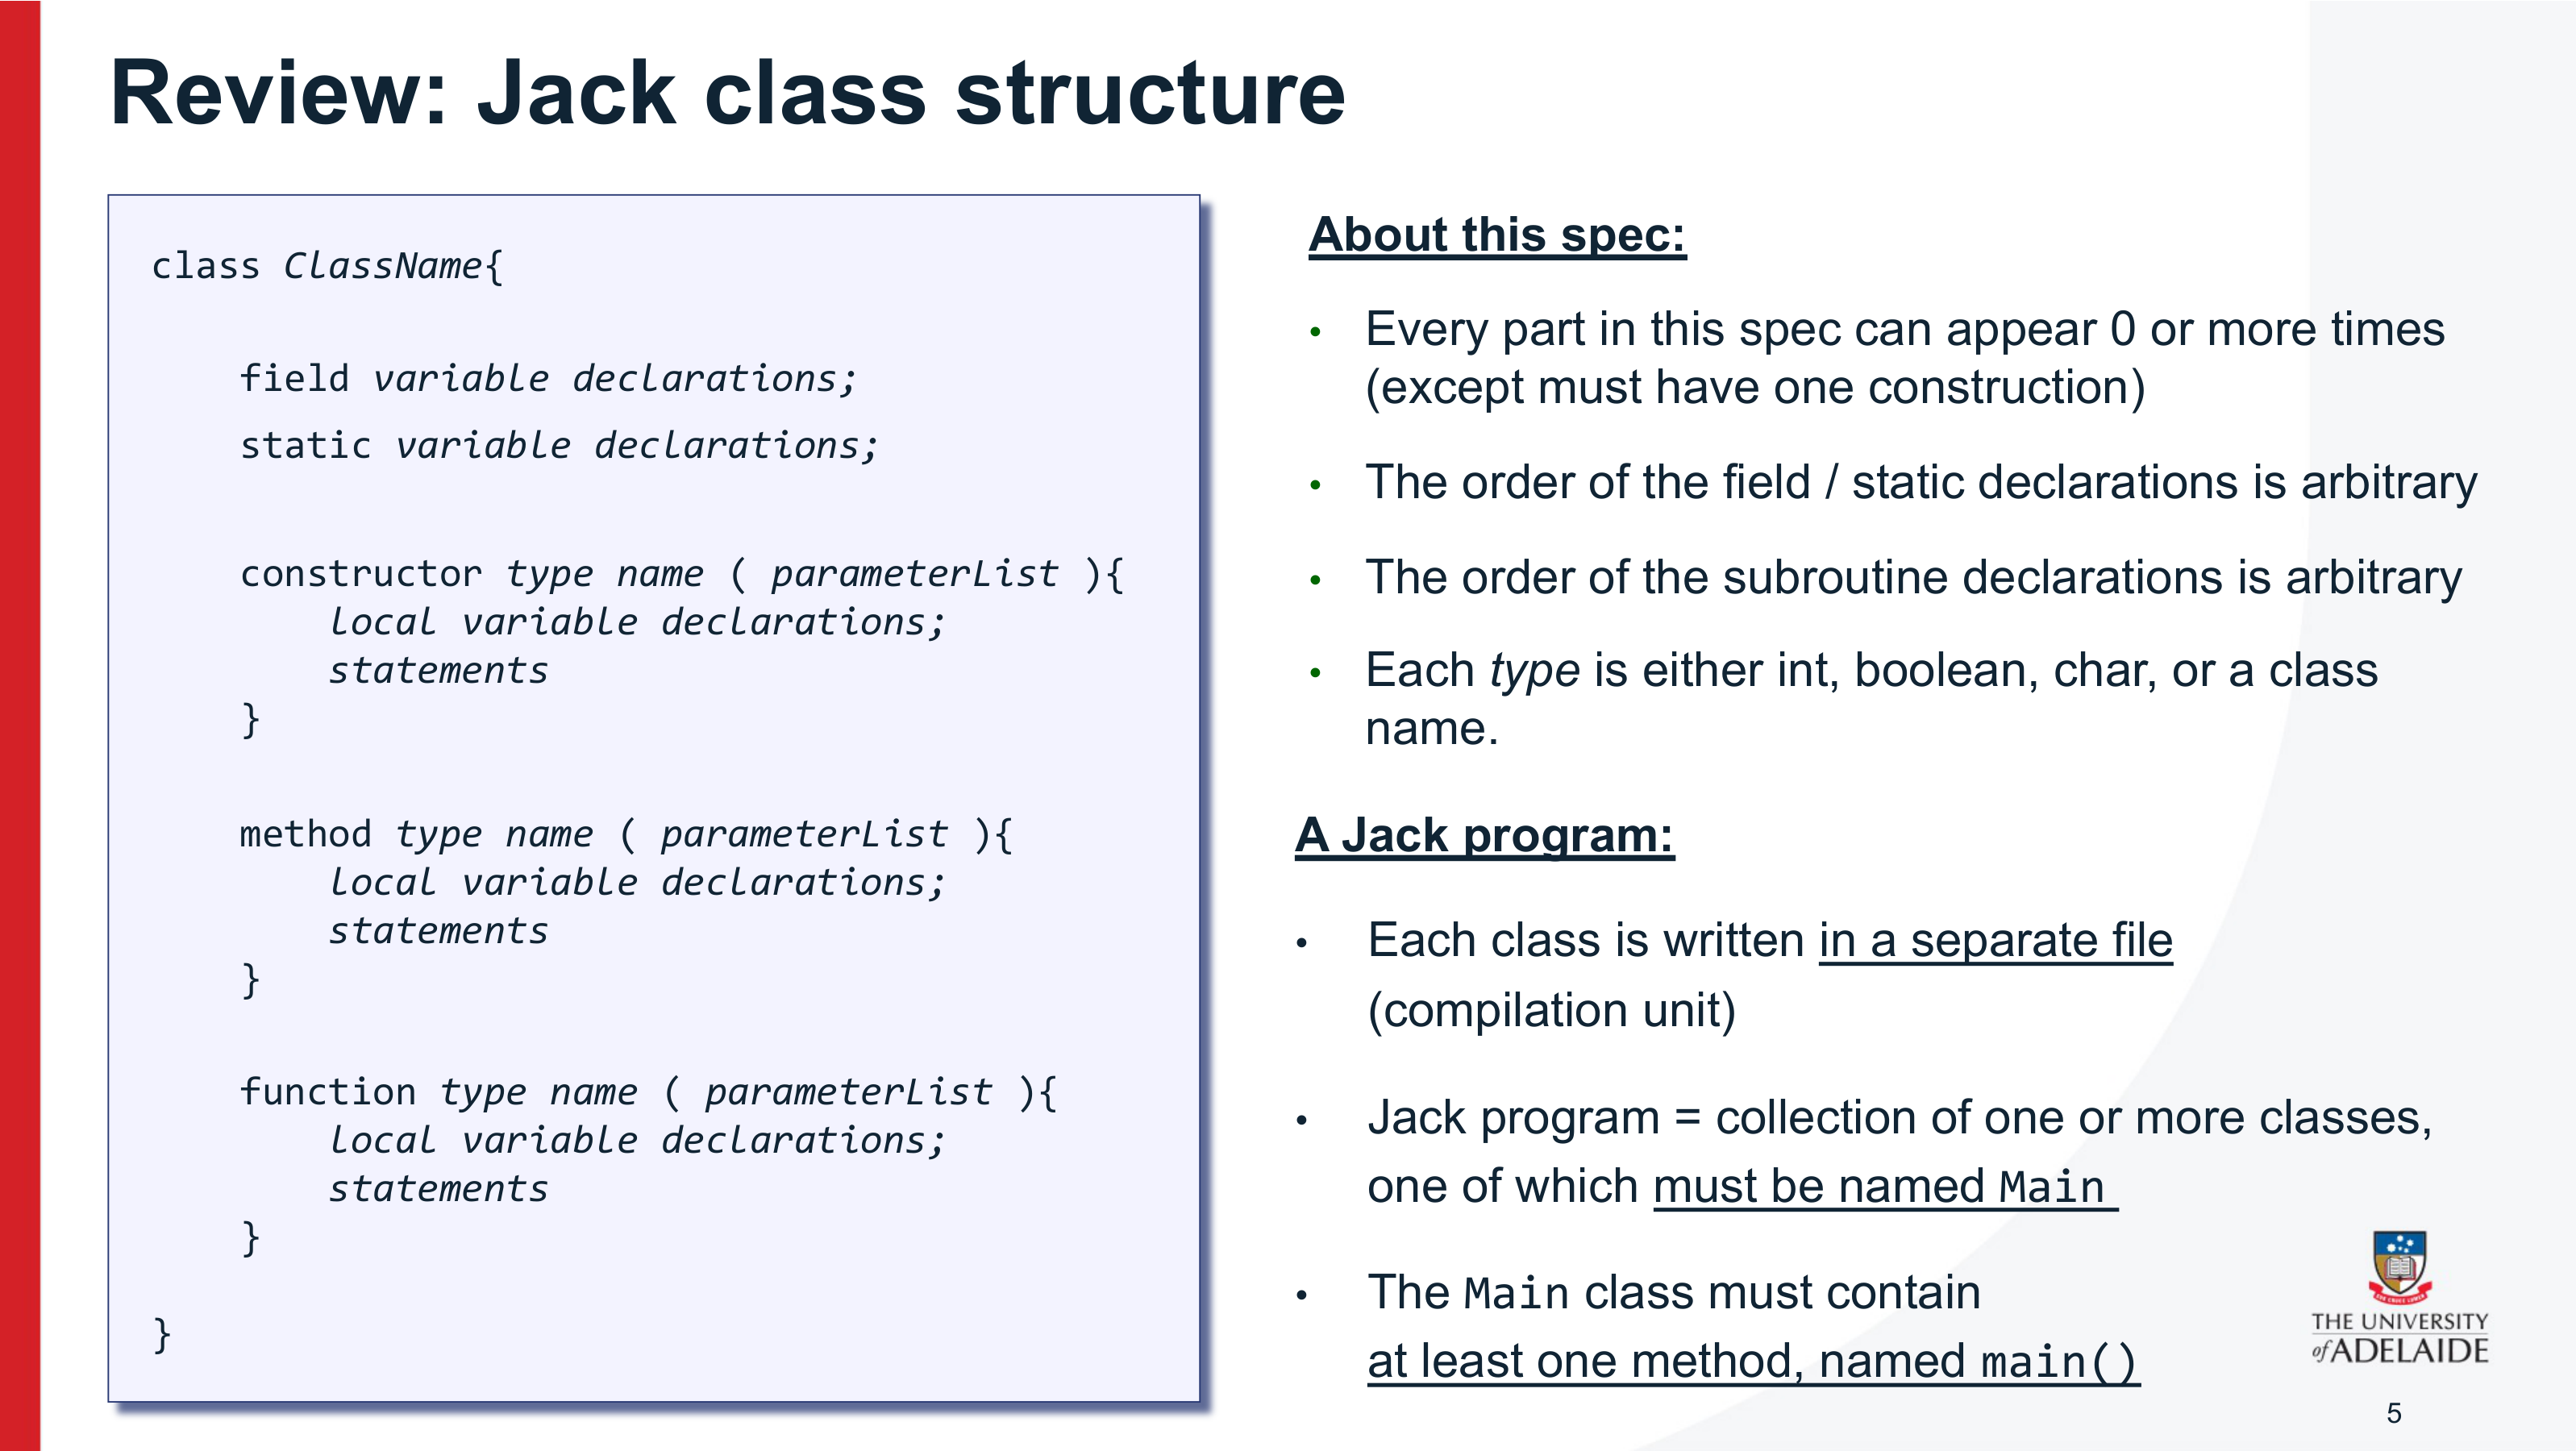 Review: Jack class structure
class ClassName{
field variable declarations;
static variable declarations;
constructor type name ( parameterList ){
local variable declarations;
statements
}
method type name ( parameterList ){
local variable declarations;
statements
}
function type name ( parameterList ){
local variable declarations;
statements
}
}
About this spec:
• Every part in this spec can appear 0 or more times
(except must have one construction)
• The order of the field / static declarations is arbitrary
• The order of the subroutine declarations is arbitrary
• Each type is either int, boolean, char, or a class
name.
A Jack program:
• Each class is written in a separate file
(compilation unit)
• Jack program = collection of one or more classes,
one of which must be named Main
• The Main class must contain
at least one method, named main()
THE UNIVERSITY
of ADELAIDE
5